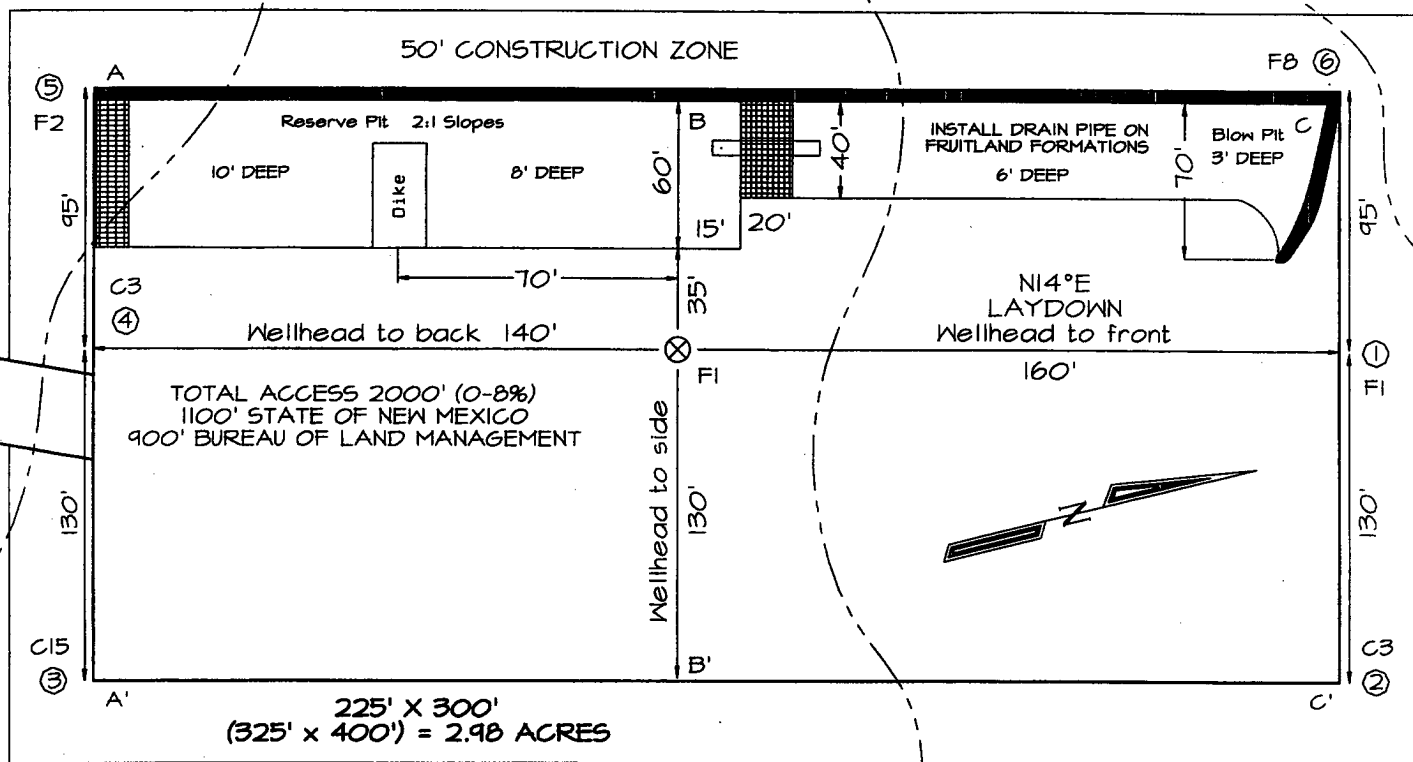 50' CONSTRUCTION ZONE
F8 ⑥
⑤ A
F2
Reserve Pit 2:1 Slopes
B
C
INSTALL DRAIN PIPE ON
FRUITLAND FORMATIONS
6' DEEP
Blow Pit
3' DEEP
10' DEEP
8' DEEP
Dike
60'
40'
70'
95'
95'
15'
20'
70'
35'
C3
④
N14°E
LAYDOWN
Wellhead to back 140'
Wellhead to front
160'
F1
①
F1
TOTAL ACCESS 2000' (0-8%)
1100' STATE OF NEW MEXICO
900' BUREAU OF LAND MANAGEMENT
Wellhead to side
130'
130'
130'
N
C15
③
A'
B'
C3
②
C'
225' X 300'
(325' x 400') = 2.98 ACRES